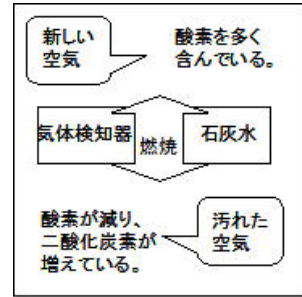 新しい
空気
酸素を多く
含んでいる。
気体検知器
燃焼
石灰水
酸素が減り、
二酸化炭素が
増えている。
汚れた
空気